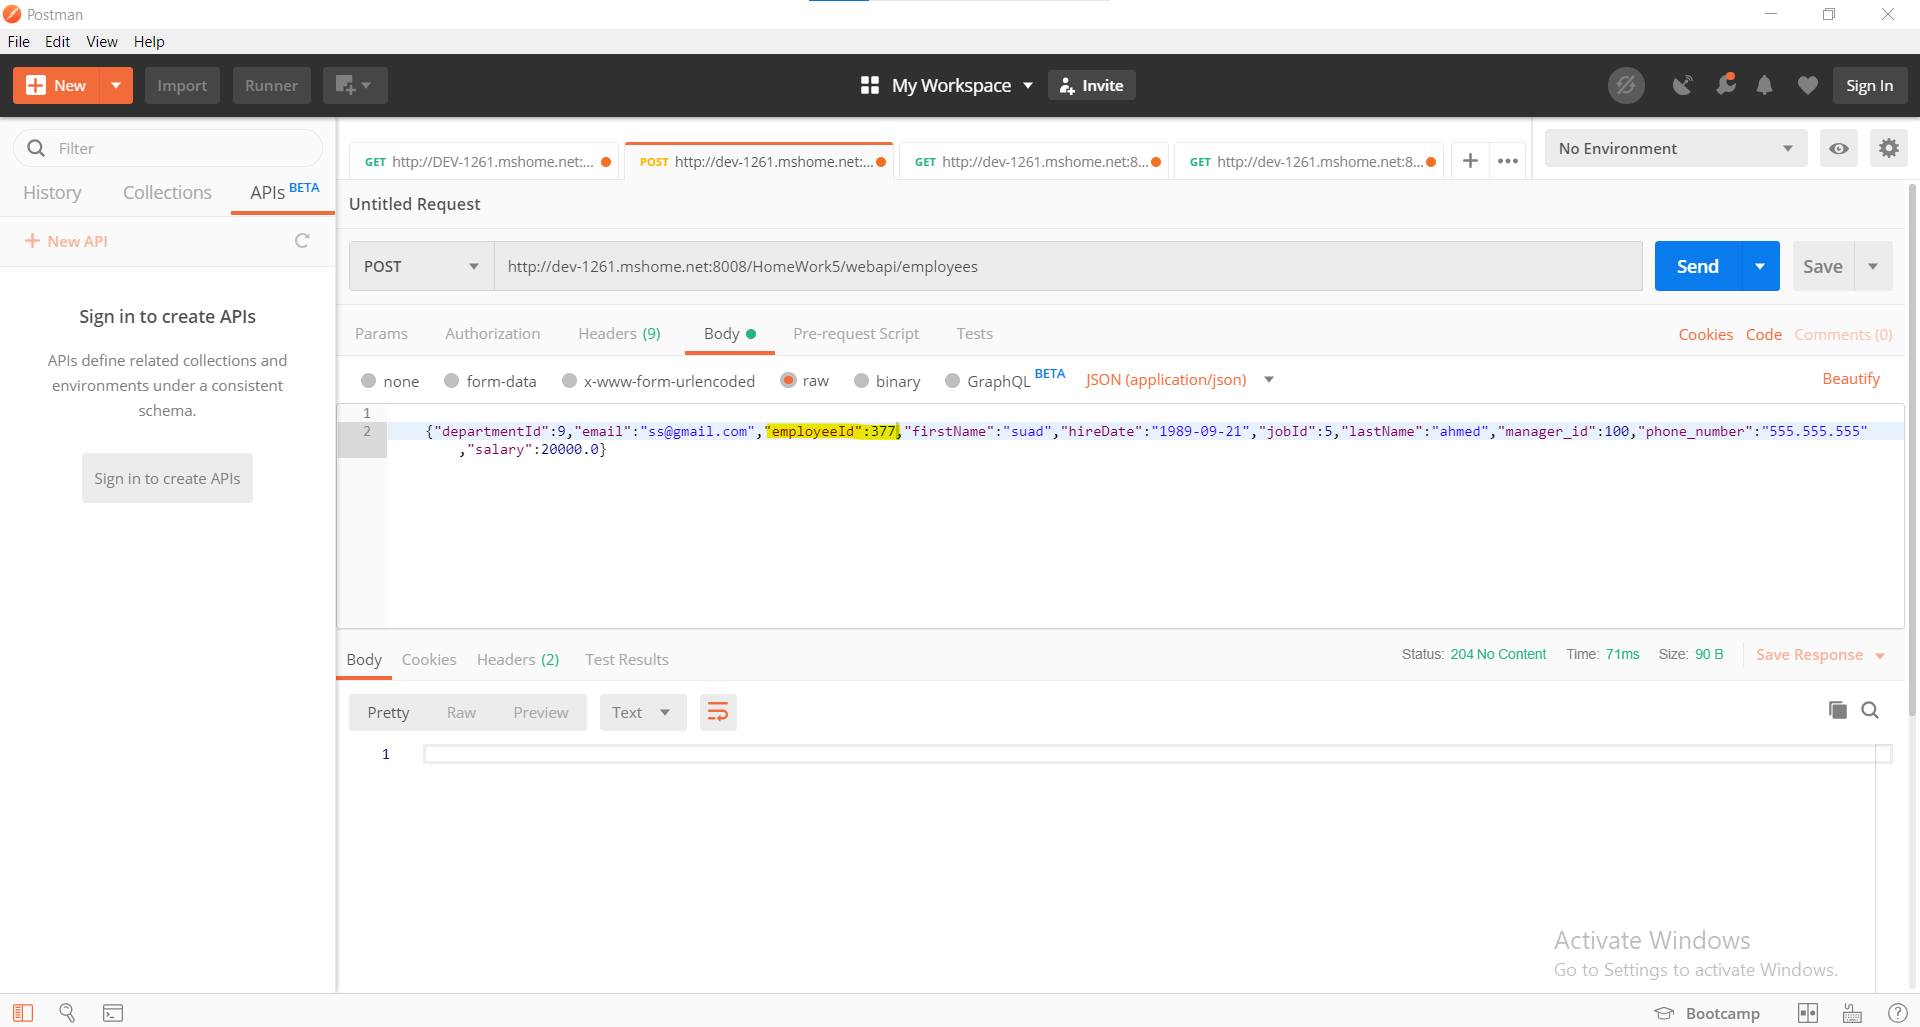 Postman
File Edit View Help
New Import Runner My Workspace Invite Sign In
Filter
History Collections APIs BETA
New API
Sign in to create APIs
APIs define related collections and
environments under a consistent
schema.
Sign in to create APIs
GET http://DEV-1261.mshome.net:... POST http://dev-1261.mshome.net:... GET http://dev-1261.mshome.net:8... GET http://dev-1261.mshome.net:8... No Environment
Untitled Request
POST http://dev-1261.mshome.net:8008/HomeWork5/webapi/employees Send Save
Params Authorization Headers (9) Body Pre-request Script Tests Cookies Code Comments (0)
none form-data x-www-form-urlencoded raw binary GraphQL BETA JSON (application/json) Beautify
1
2 {"departmentId":9,"email":"ss@gmail.com","employeeId":377,"firstName":"suad","hireDate":"1989-09-21","jobId":5,"lastName":"ahmed","manager_id":100,"phone_number":"555.555.555"
,"salary":20000.0}
Body Cookies Headers (2) Test Results Status: 204 No Content Time: 71ms Size: 90 B Save Response
Pretty Raw Preview Text
1
Activate Windows
Go to Settings to activate Windows.
Bootcamp